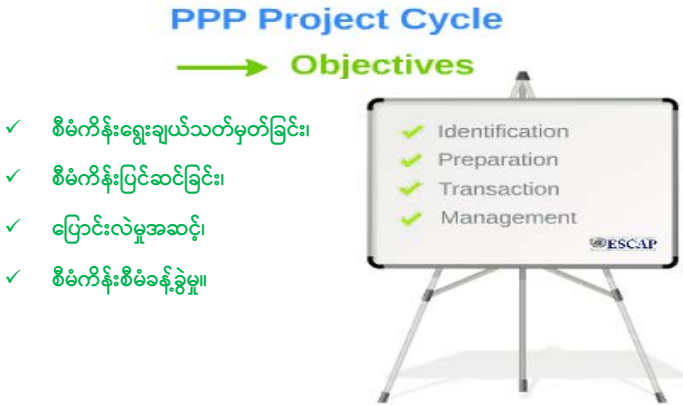 PPP Project Cycle
Objectives
✓ စီမံကိန်းရွေးချယ်သတ်မှတ်ခြင်း၊
✓ စီမံကိန်းပြင်ဆင်ခြင်း၊
✓ ပြောင်းလဲမှုအဆင့်၊
✓ စီမံကိန်းစီမံခန့်ခွဲမှု။
✓ Identification
✓ Preparation
✓ Transaction
✓ Management
ESCAP